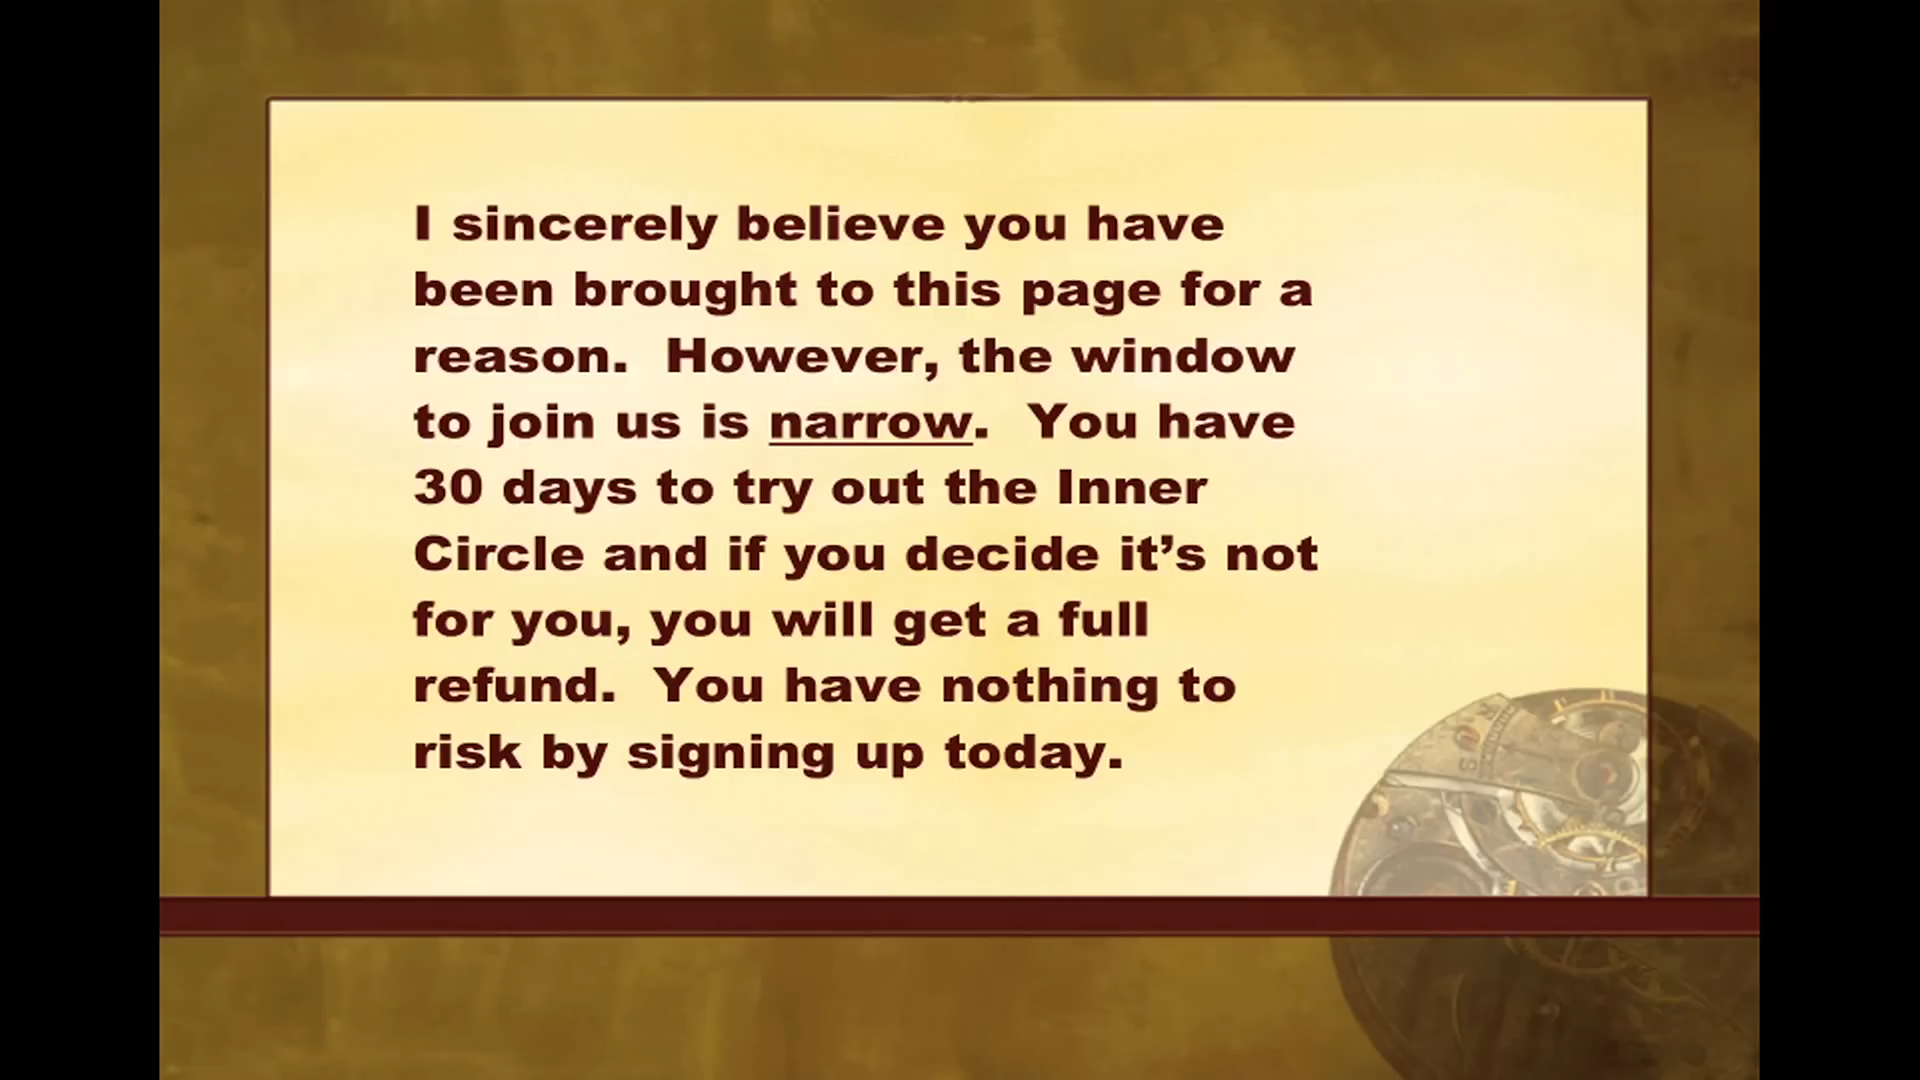 I sincerely believe you have
been brought to this page for a
reason.  However, the window
to join us is narrow.  You have
30 days to try out the Inner
Circle and if you decide it’s not
for you, you will get a full
refund.  You have nothing to
risk by signing up today.